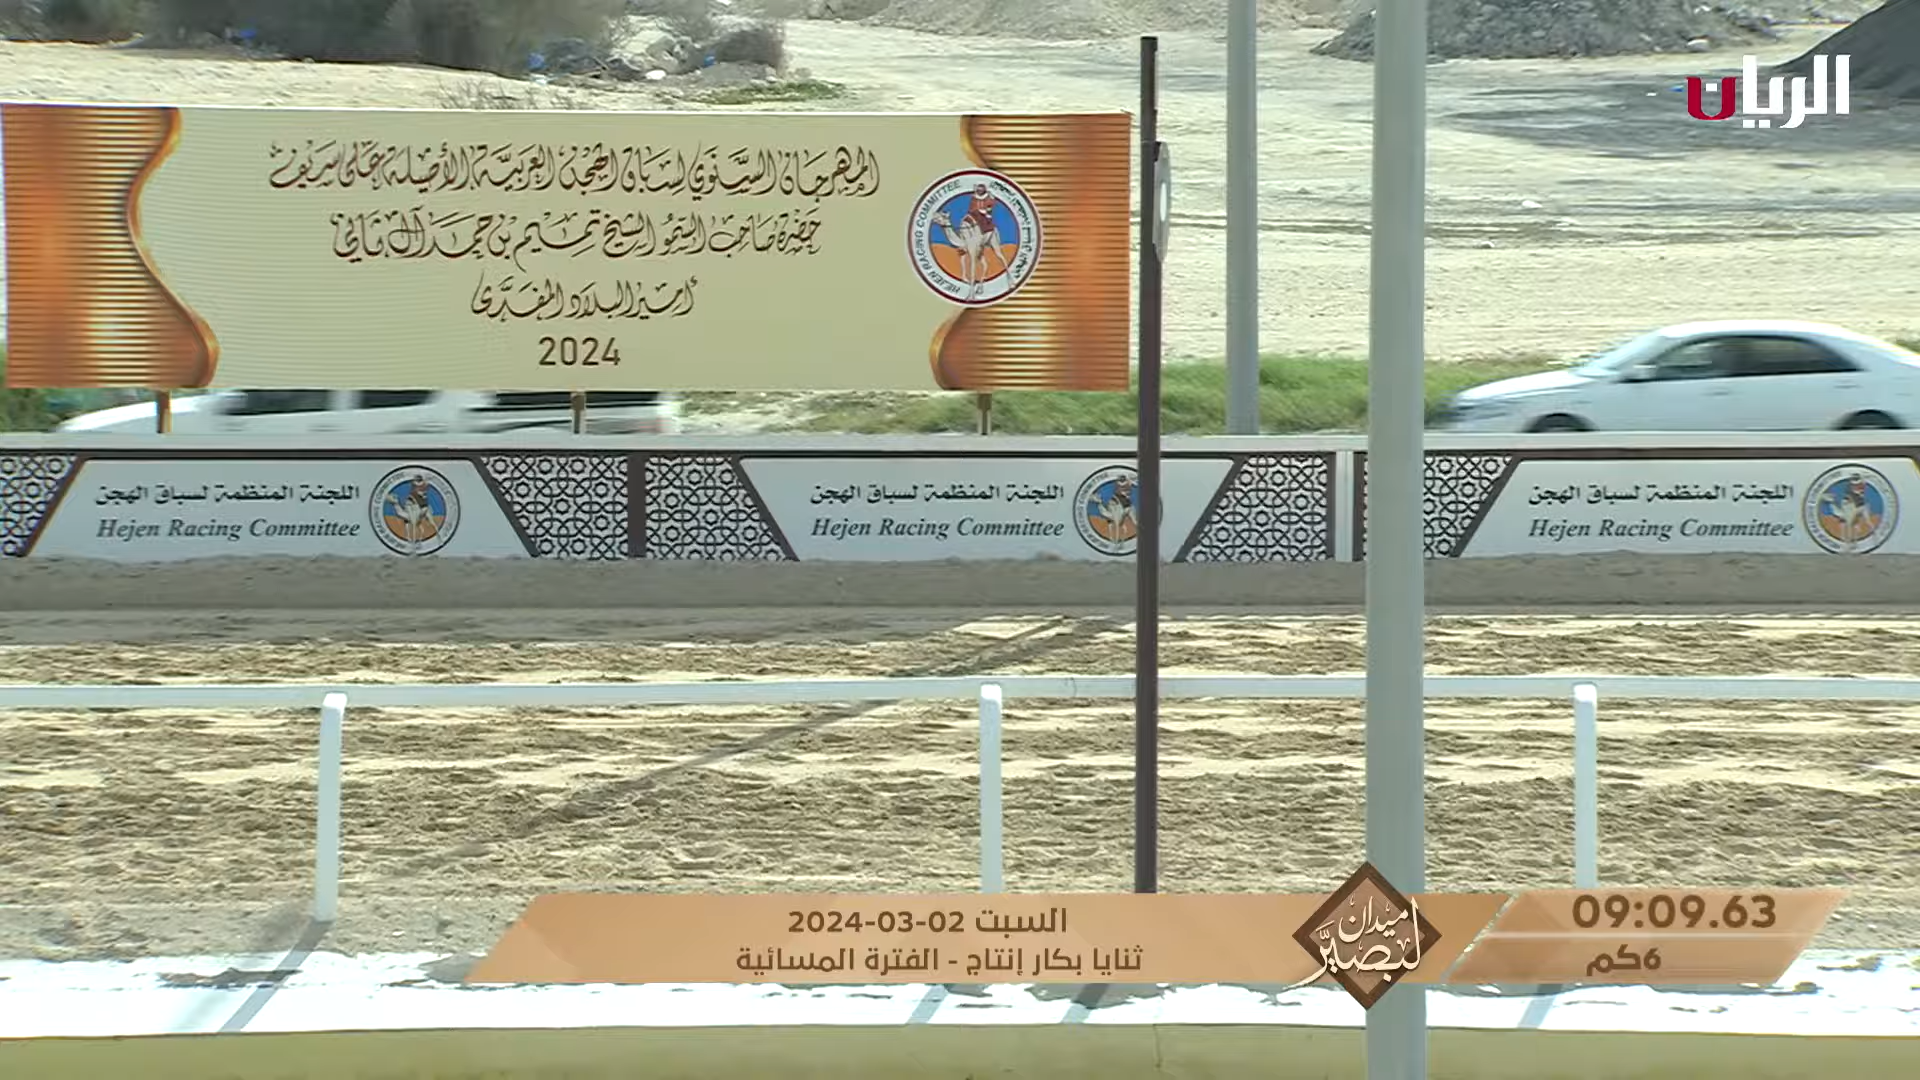 الريان
المهرجان السنوي لسباق الهجن العربية الأصيلة على سيف
حضرة صاحب السمو الشيخ تميم بن حمد آل ثاني
أمير البلاد المفدى
2024
HEJEN RACING COMMITTEE
اللجنة المنظمة لسباق الهجن
Hejen Racing Committee
اللجنة المنظمة لسباق الهجن
Hejen Racing Committee
اللجنة المنظمة لسباق الهجن
Hejen Racing Committee
السبت 02-03-2024
ثنايا بكار إنتاج - الفترة المسائية
ميدان لبصير
09:09.63
6كم